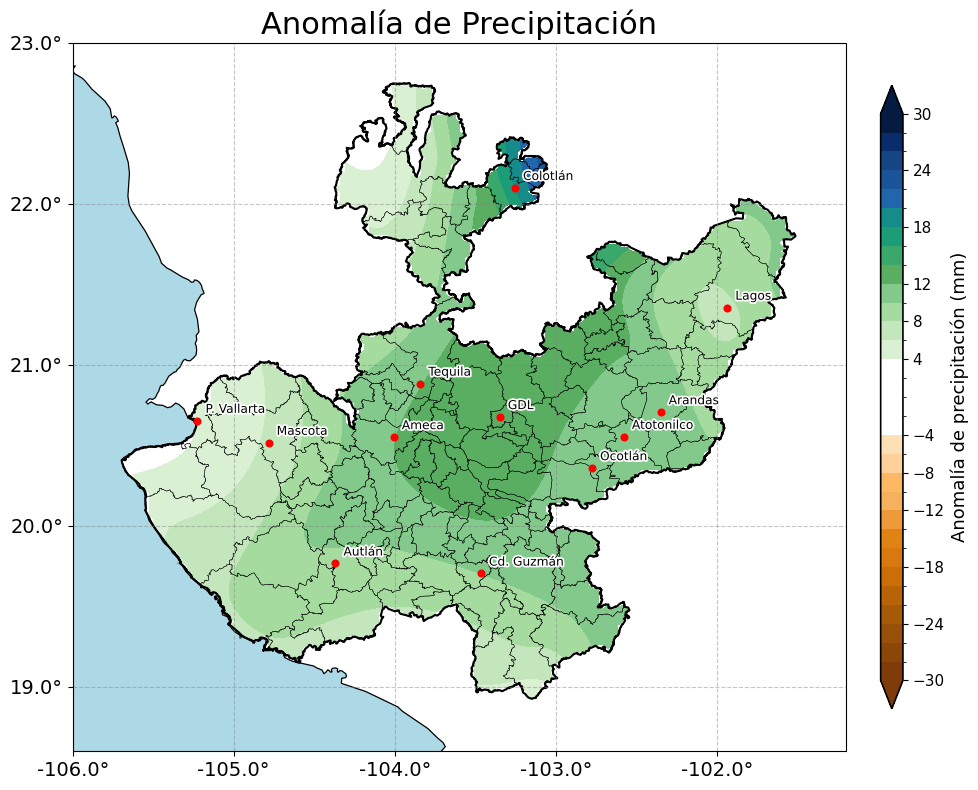 Anomalía de Precipitación
23.0°
22.0°
21.0°
20.0°
19.0°
-106.0°
-105.0°
-104.0°
-103.0°
-102.0°
Colotlán
Lagos
Tequila
Arandas
GDL
P. Vallarta
Atotonilco
Ameca
Mascota
Ocotlán
Autlán
Cd. Guzmán
30
24
18
12
8
4
−4
−8
−12
−18
−24
−30
Anomalía de precipitación (mm)